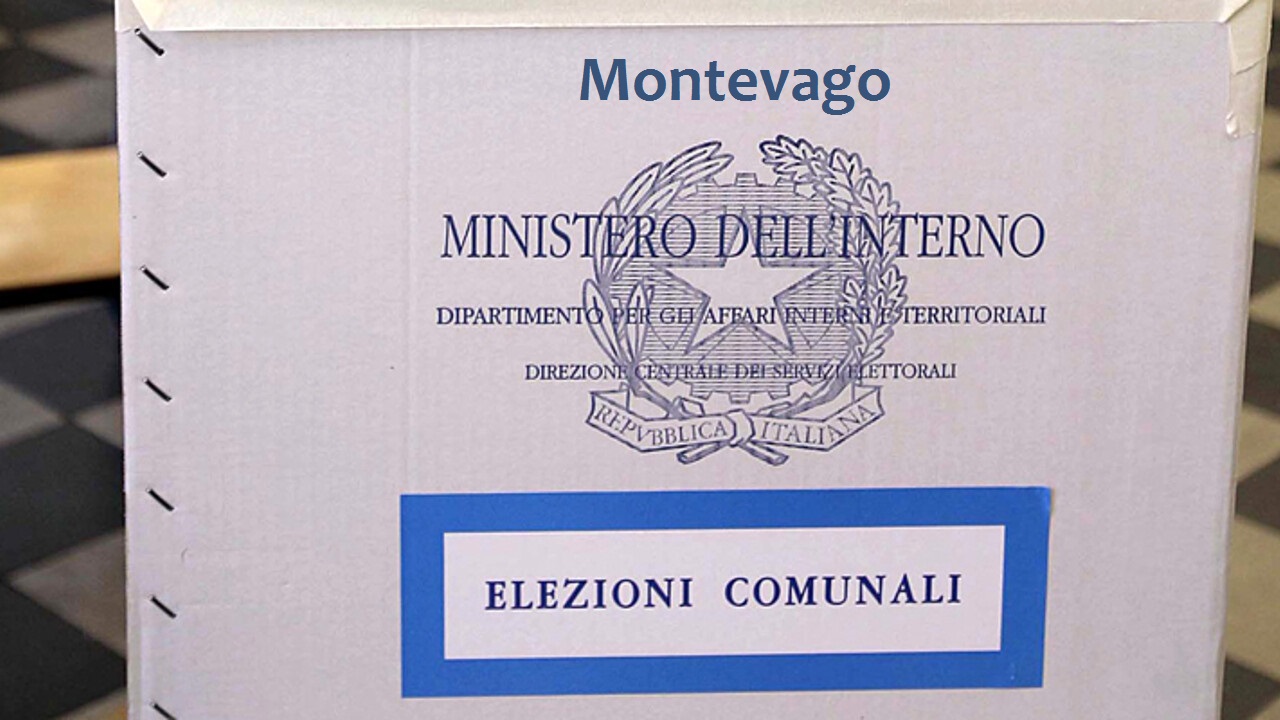 Montevago
MINISTERO DELL'INTERNO
DIPARTIMENTO PER GLI AFFARI INTERNI E TERRITORIALI
DIREZIONE CENTRALE DEI SERVIZI ELETTORALI
REPVBBLICA ITALIANA
ELEZIONI COMUNALI